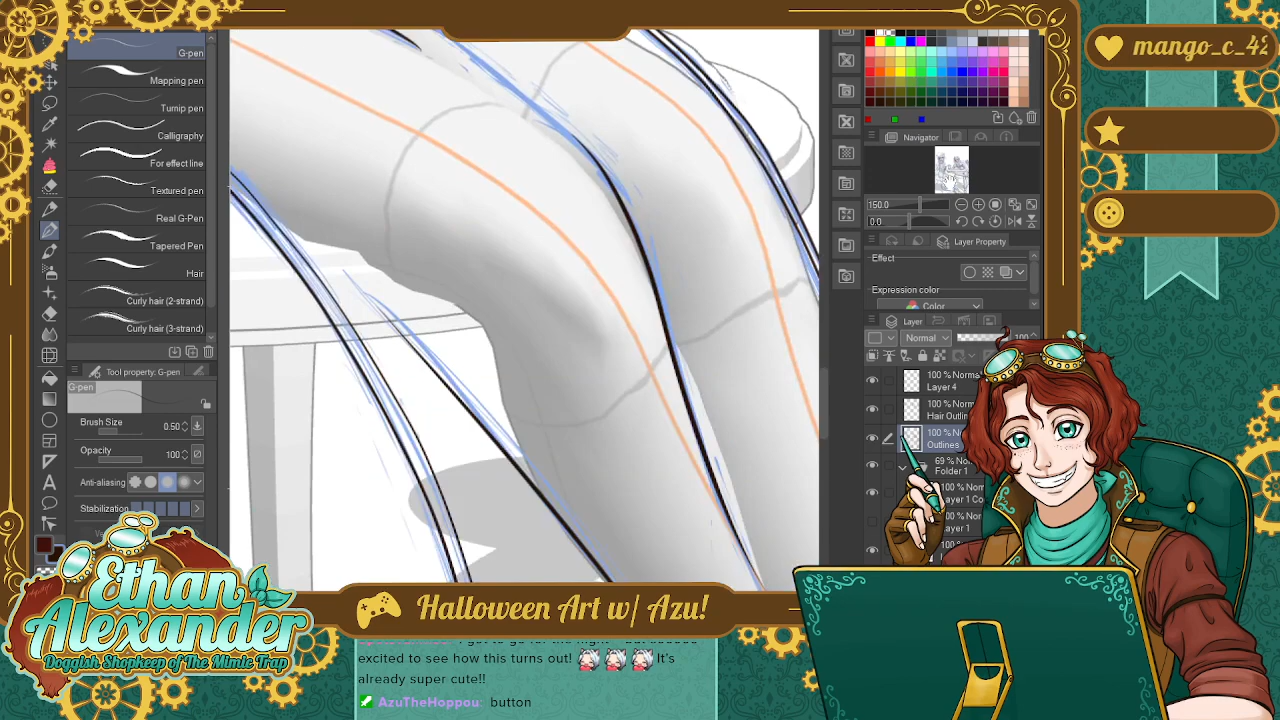 mango_c_42
G-pen
Mapping pen
Turnip pen
Calligraphy
For effect line
Textured pen
Real G-Pen
Tapered Pen
Hair
Curly hair (2-strand)
Curly hair (3-strand)
Tool property: G-pen
G-pen
Brush Size 0.50
Opacity 100
Anti-aliasing
Stabilization
Navigator
150.0
0.0
Layer Property
Effect
Expression color
Color
Layer
Normal 100
100 % Norma
Layer 4
100 % Norm
Hair Outlin
100 % N
Outlines
69 % Norm
Folder 1
100 % Norm
Layer 1 Co
Layer 1
Ethan
Alexander
Doggish Shopkeep of The Mimic Trap
Halloween Art w/ Azu!
excited to see how this turns out! It's
already super cute!!
AzuTheHoppou: button